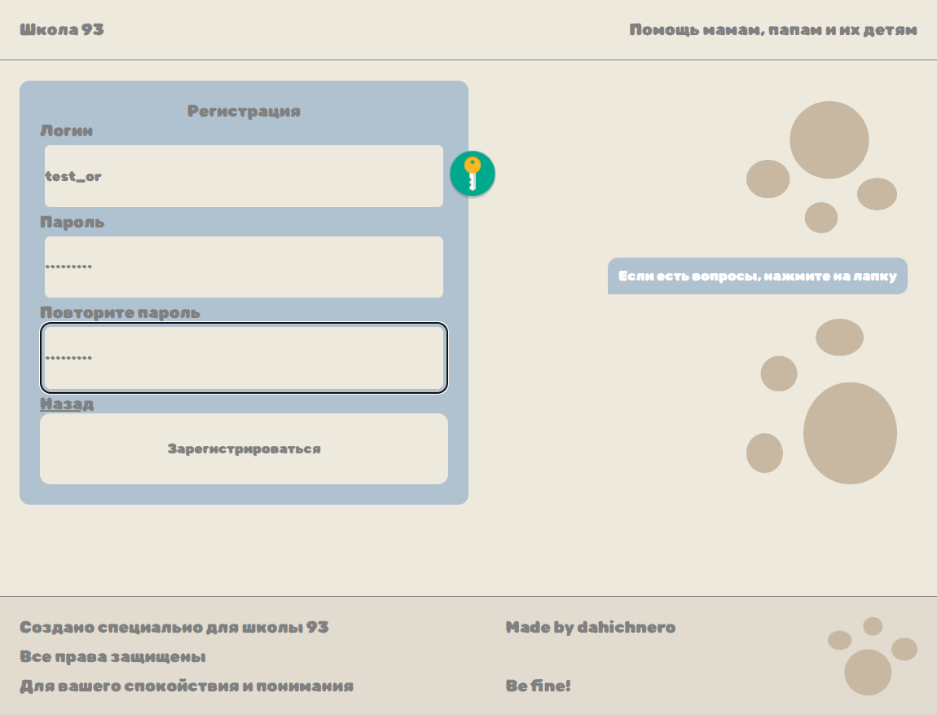 Школа 93
Помощь мамам, папам и их детям
Регистрация
Логин
test_or
Пароль
•••••••••
Повторите пароль
•••••••••
Назад
Зарегистрироваться
Если есть вопросы, нажмите на лапку
Создано специально для школы 93
Все права защищены
Для вашего спокойствия и понимания
Made by dahichnero
Be fine!